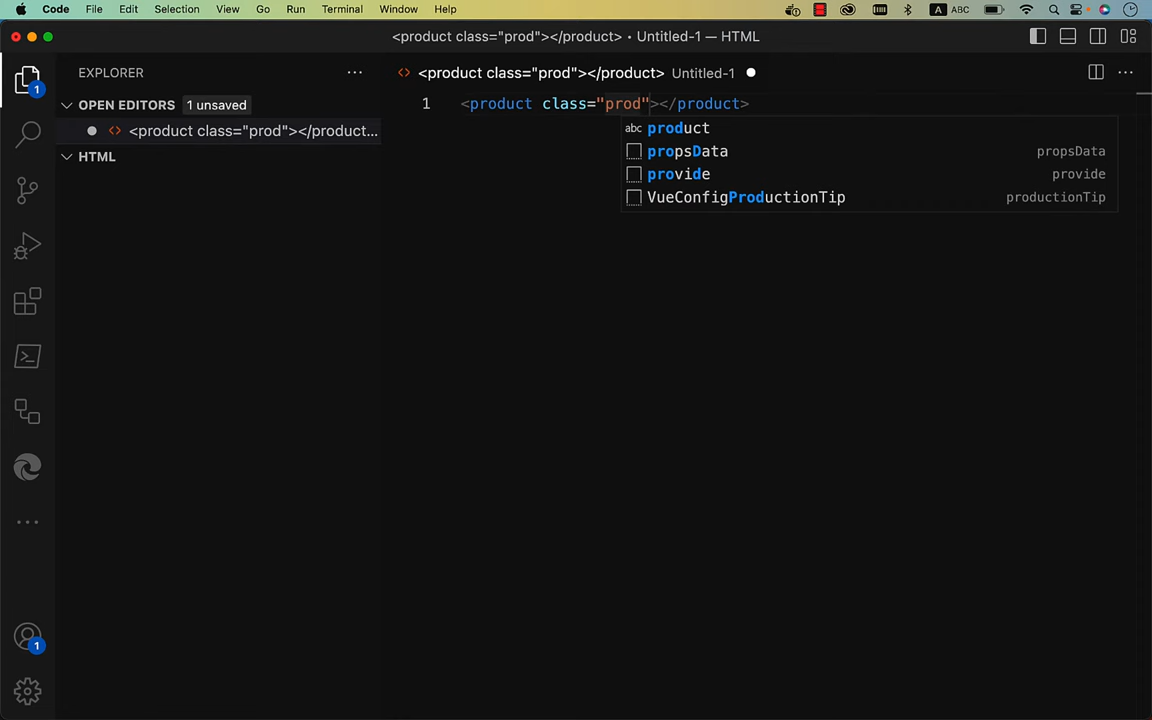 Code File Edit Selection View Go Run Terminal Window Help A ABC
<product class="prod"></product> • Untitled-1 — HTML
EXPLORER
<product class="prod"></product> Untitled-1
OPEN EDITORS 1 unsaved
1 <product class="prod"></product>
<product class="prod"></product...
product
HTML
propsData propsData
provide provide
VueConfigProductionTip productionTip
1
abc
1